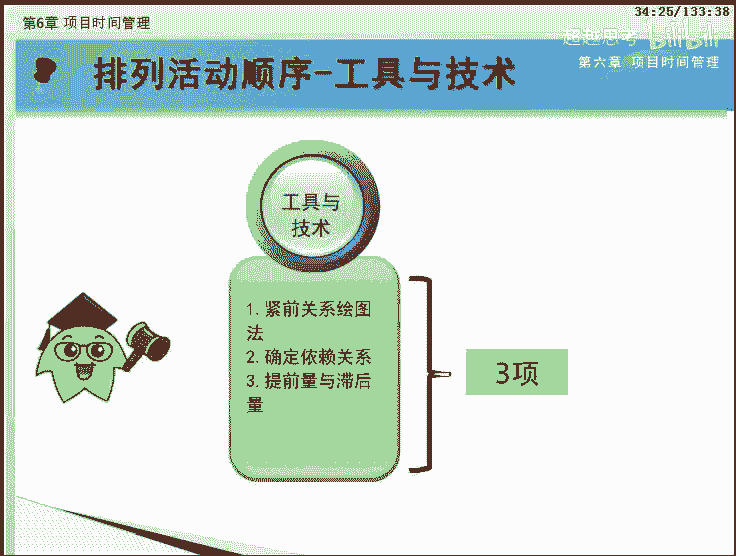 第6章 项目时间管理
34:25/133:38
超越思考 bilibili
第六章 项目时间管理
排列活动顺序-工具与技术
工具与
技术
1.紧前关系绘图
法
2.确定依赖关系
3.提前量与滞后
量
3项